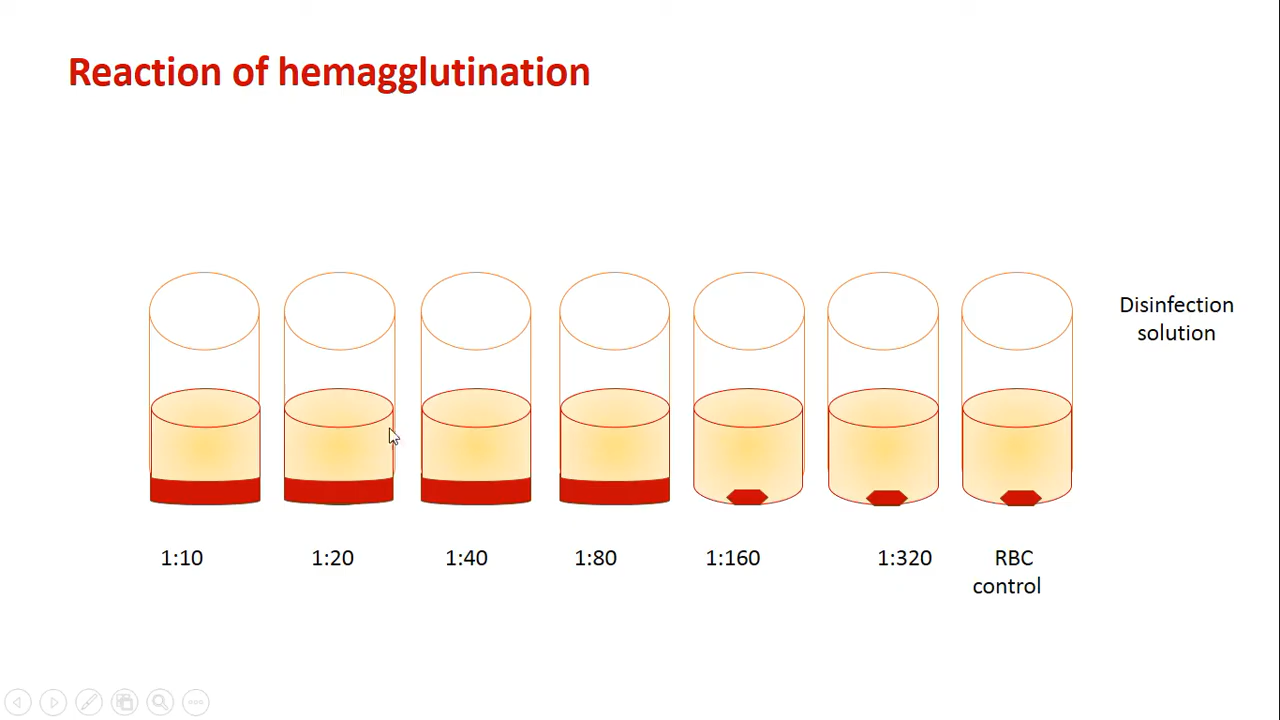 Reaction of hemagglutination
Disinfection
solution
1:10
1:20
1:40
1:80
1:160
1:320
RBC
control